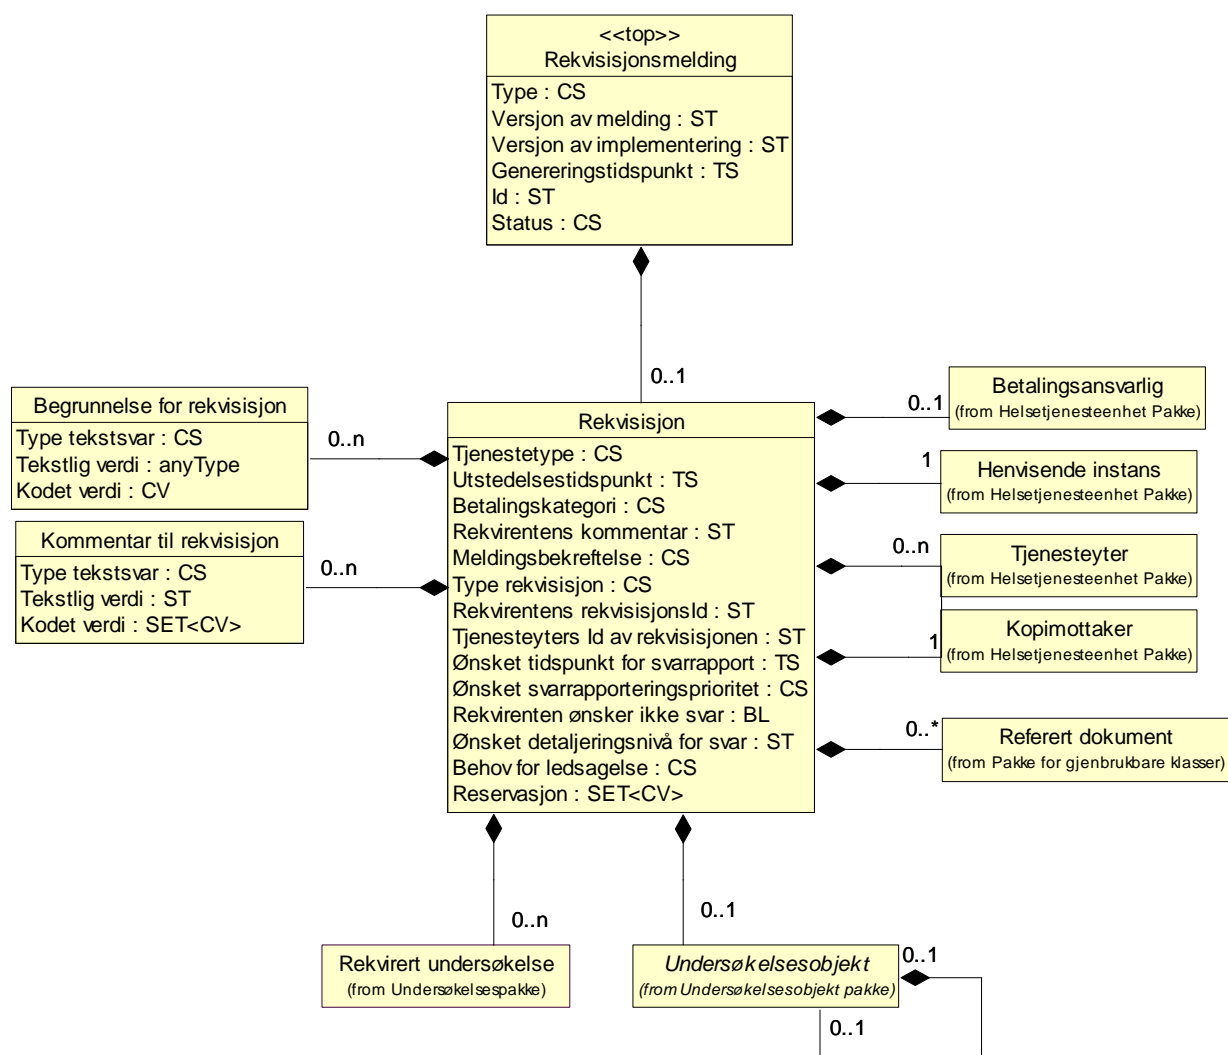 <<top>>
Rekvisisjonsmelding
Type : CS
Versjon av melding : ST
Versjon av implementering : ST
Genereringstidspunkt : TS
Id : ST
Status : CS
0..1
Begrunnelse for rekvisisjon
Type tekstsvar : CS
Tekstlig verdi : anyType
Kodet verdi : CV
0..n
Kommentar til rekvisisjon
Type tekstsvar : CS
Tekstlig verdi : ST
Kodet verdi : SET<CV>
0..n
Rekvisisjon
Tjenestetype : CS
Utstedelsestidspunkt : TS
Betalingskategori : CS
Rekvirentens kommentar : ST
Meldingsbekreftelse : CS
Type rekvisisjon : CS
Rekvirentens rekvisisjonsId : ST
Tjenesteyters Id av rekvisisjonen : ST
Ønsket tidspunkt for svarrapport : TS
Ønsket svarrapporteringsprioritet : CS
Rekvirenten ønsker ikke svar : BL
Ønsket detaljeringsnivå for svar : ST
Behov for ledsagelse : CS
Reservasjon : SET<CV>
0..1
Betalingsansvarlig
(from Helsetjenesteenhet Pakke)
1
Henvisende instans
(from Helsetjenesteenhet Pakke)
0..n
Tjenesteyter
(from Helsetjenesteenhet Pakke)
1
Kopimottaker
(from Helsetjenesteenhet Pakke)
0..*
Referert dokument
(from Pakke for gjenbrukbare klasser)
0..n
Rekvirert undersøkelse
(from Undersøkelsespakke)
0..1
Undersøkelsesobjekt
(from Undersøkelsesobjekt pakke)
0..1
0..1